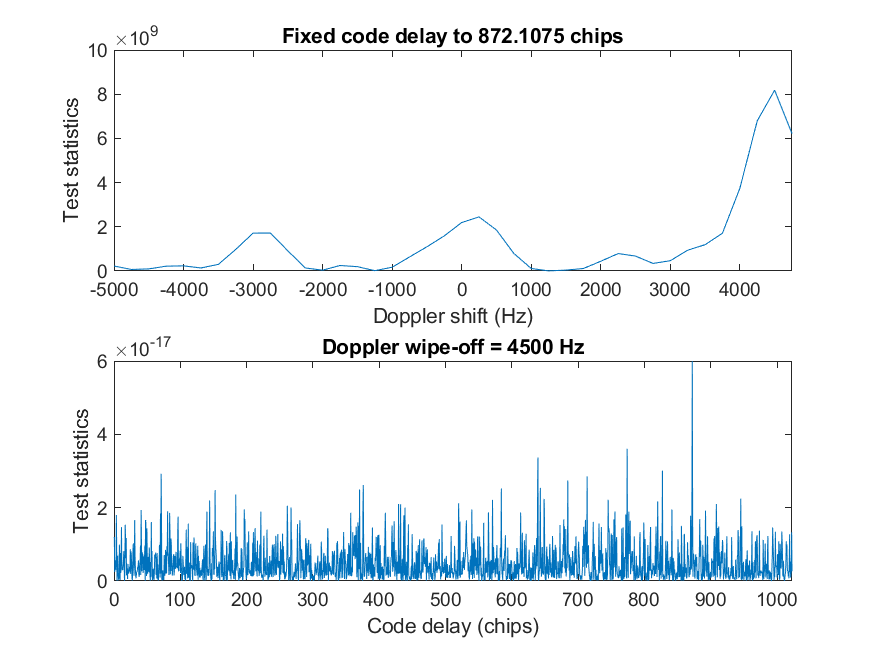 ×10^9
Fixed code delay to 872.1075 chips
10
8
6
4
2
0
Test statistics
-5000 -4000 -3000 -2000 -1000 0 1000 2000 3000 4000
Doppler shift (Hz)
×10^-17
Doppler wipe-off = 4500 Hz
6
4
2
0
Test statistics
0 100 200 300 400 500 600 700 800 900 1000
Code delay (chips)